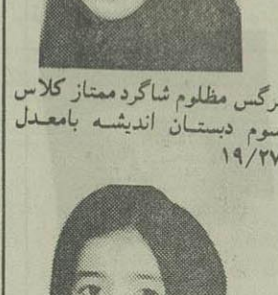 رگس مظلوم شاگرد ممتاز کلاس
سوم دبستان اندیشه بامعدل
۱۹/۲۷